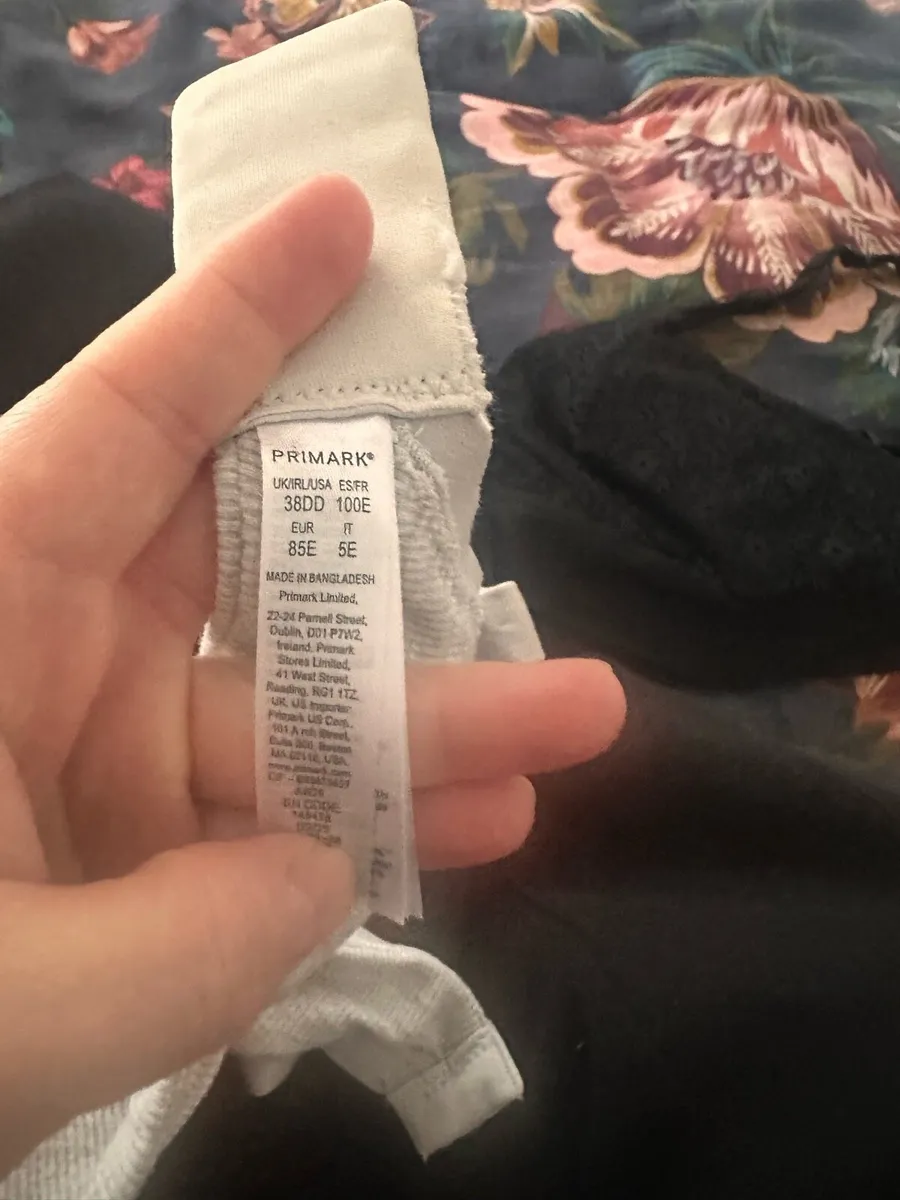 PRIMARK®
UK/IRL/USA ES/FR
38DD 100E
EUR IT
85E 5E
MADE IN BANGLADESH
Primark Limited,
22-24 Parnell Street,
Dublin, D01-P7W2,
Ireland, Primark
Stores Limited,
41 West Street,
Reading, RG1 1TZ,
UK, US Importer
Primark US Corp.,
101 Arch Street,
Suite 300, Boston
MA 02110, USA.
www.primark.com